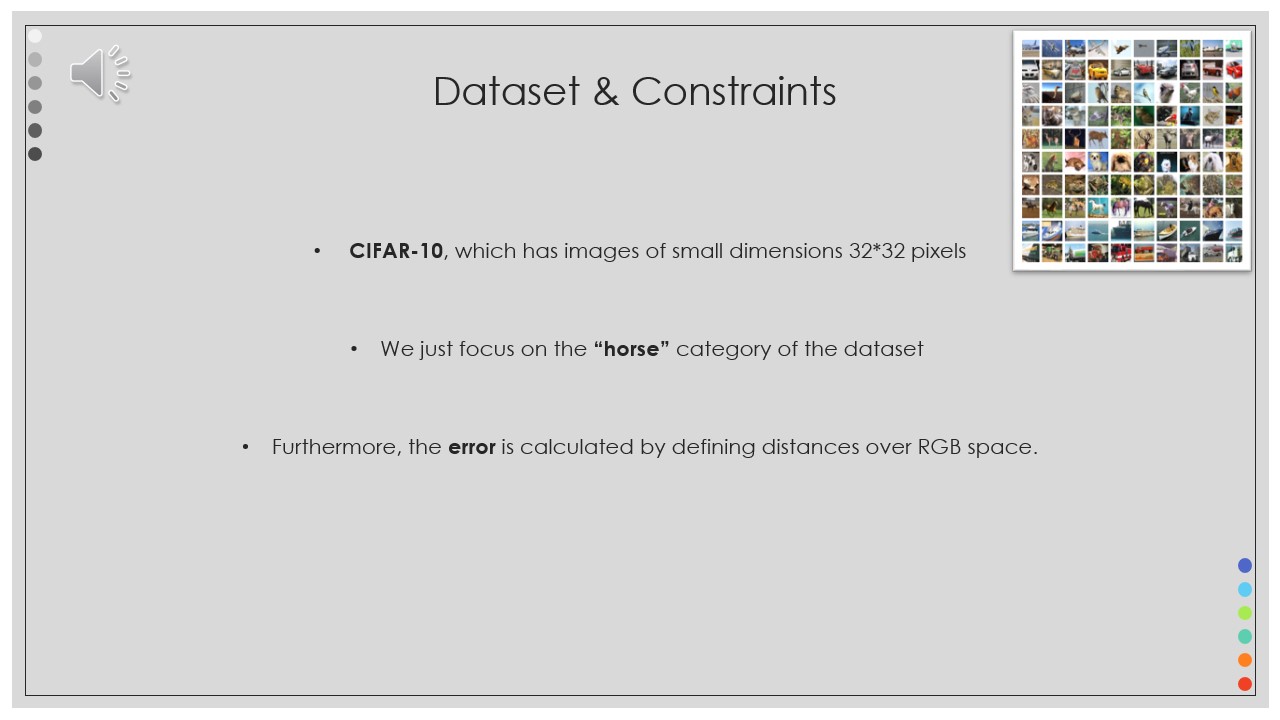 Dataset & Constraints
• CIFAR-10, which has images of small dimensions 32*32 pixels
• We just focus on the “horse” category of the dataset
• Furthermore, the error is calculated by defining distances over RGB space.